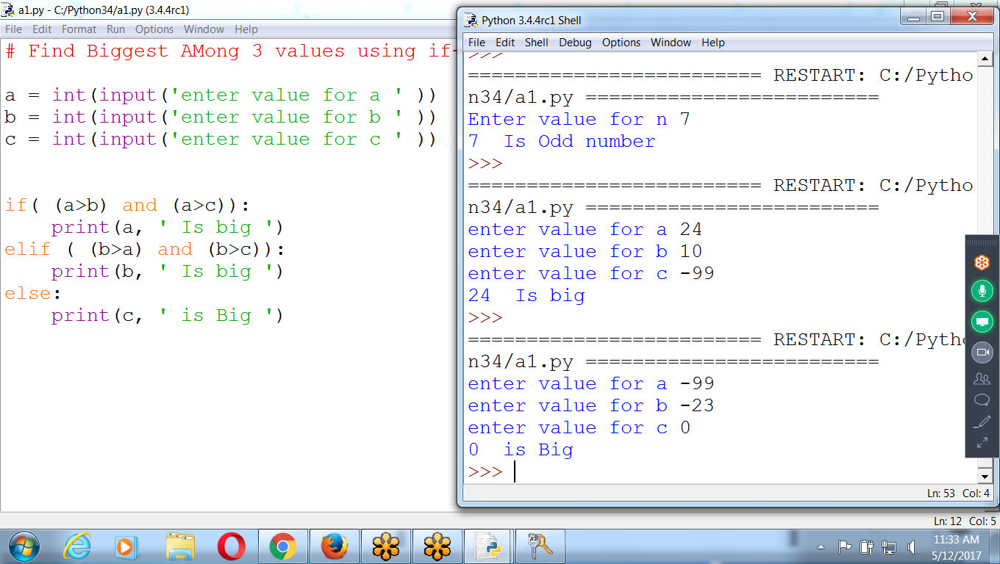 a1.py - C:/Python34/a1.py (3.4.4rc1)
File Edit Format Run Options Window Help
# Find Biggest AMong 3 values using if-
a = int(input('enter value for a ' ))
b = int(input('enter value for b ' ))
c = int(input('enter value for c ' ))
if( (a>b) and (a>c)):
    print(a, ' Is big ')
elif ( (b>a) and (b>c)):
    print(b, ' Is big ')
else:
    print(c, ' is Big ')
Python 3.4.4rc1 Shell
File Edit Shell Debug Options Window Help
>>>
========================= RESTART: C:/Pytho
n34/a1.py =========================
Enter value for n 7
7  Is Odd number
>>>
========================= RESTART: C:/Pytho
n34/a1.py =========================
enter value for a 24
enter value for b 10
enter value for c -99
24  Is big
>>>
========================= RESTART: C:/Pytho
n34/a1.py =========================
enter value for a -99
enter value for b -23
enter value for c 0
0  is Big
>>>
Ln: 53 Col: 4
Ln: 12 Col: 5
11:33 AM
5/12/2017